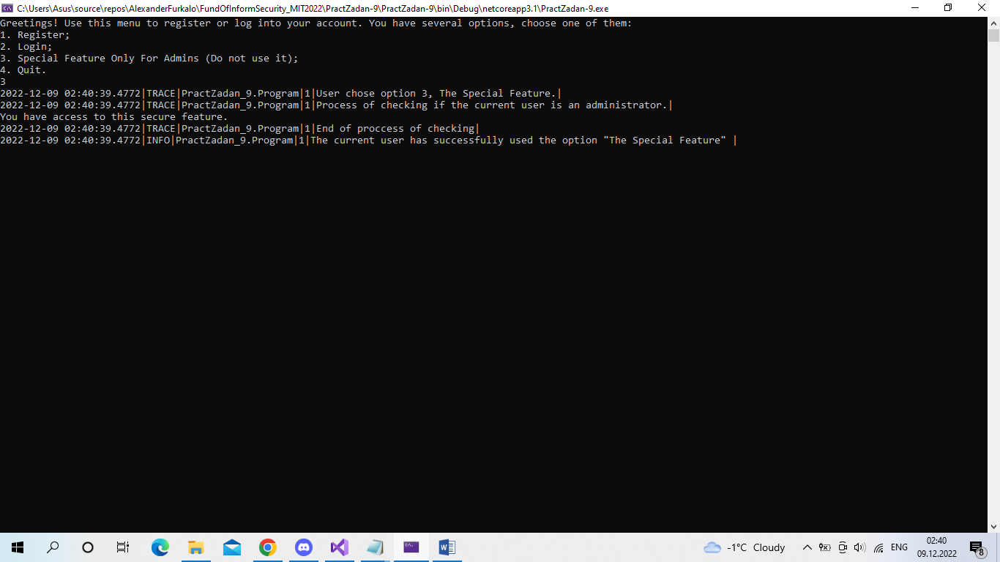 C:\Users\Asus\source\repos\AlexanderFurkalo\FundOfInformSecurity_MIT2022\PractZadan-9\PractZadan-9\bin\Debug\netcoreapp3.1\PractZadan-9.exe
Greetings! Use this menu to register or log into your account. You have several options, choose one of them:
1. Register;
2. Login;
3. Special Feature Only For Admins (Do not use it);
4. Quit.
3
2022-12-09 02:40:39.4772|TRACE|PractZadan_9.Program|1|User chose option 3, The Special Feature.|
2022-12-09 02:40:39.4772|TRACE|PractZadan_9.Program|1|Process of checking if the current user is an administrator.|
You have access to this secure feature.
2022-12-09 02:40:39.4772|TRACE|PractZadan_9.Program|1|End of proccess of checking|
2022-12-09 02:40:39.4772|INFO|PractZadan_9.Program|1|The current user has successfully used the option "The Special Feature" |
-1°C Cloudy
ENG
02:40
09.12.2022
8